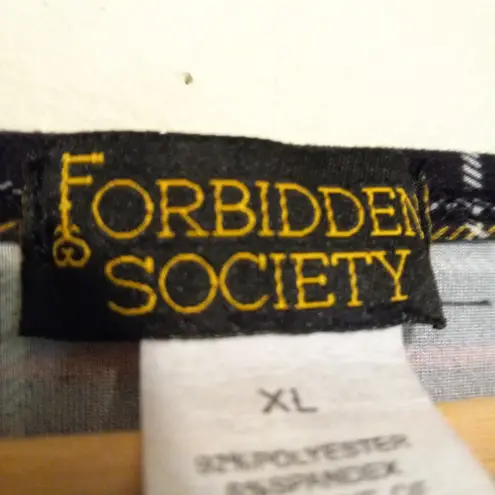 FORBIDDEN
SOCIETY
XL
92% POLYESTER
8% SPANDEX